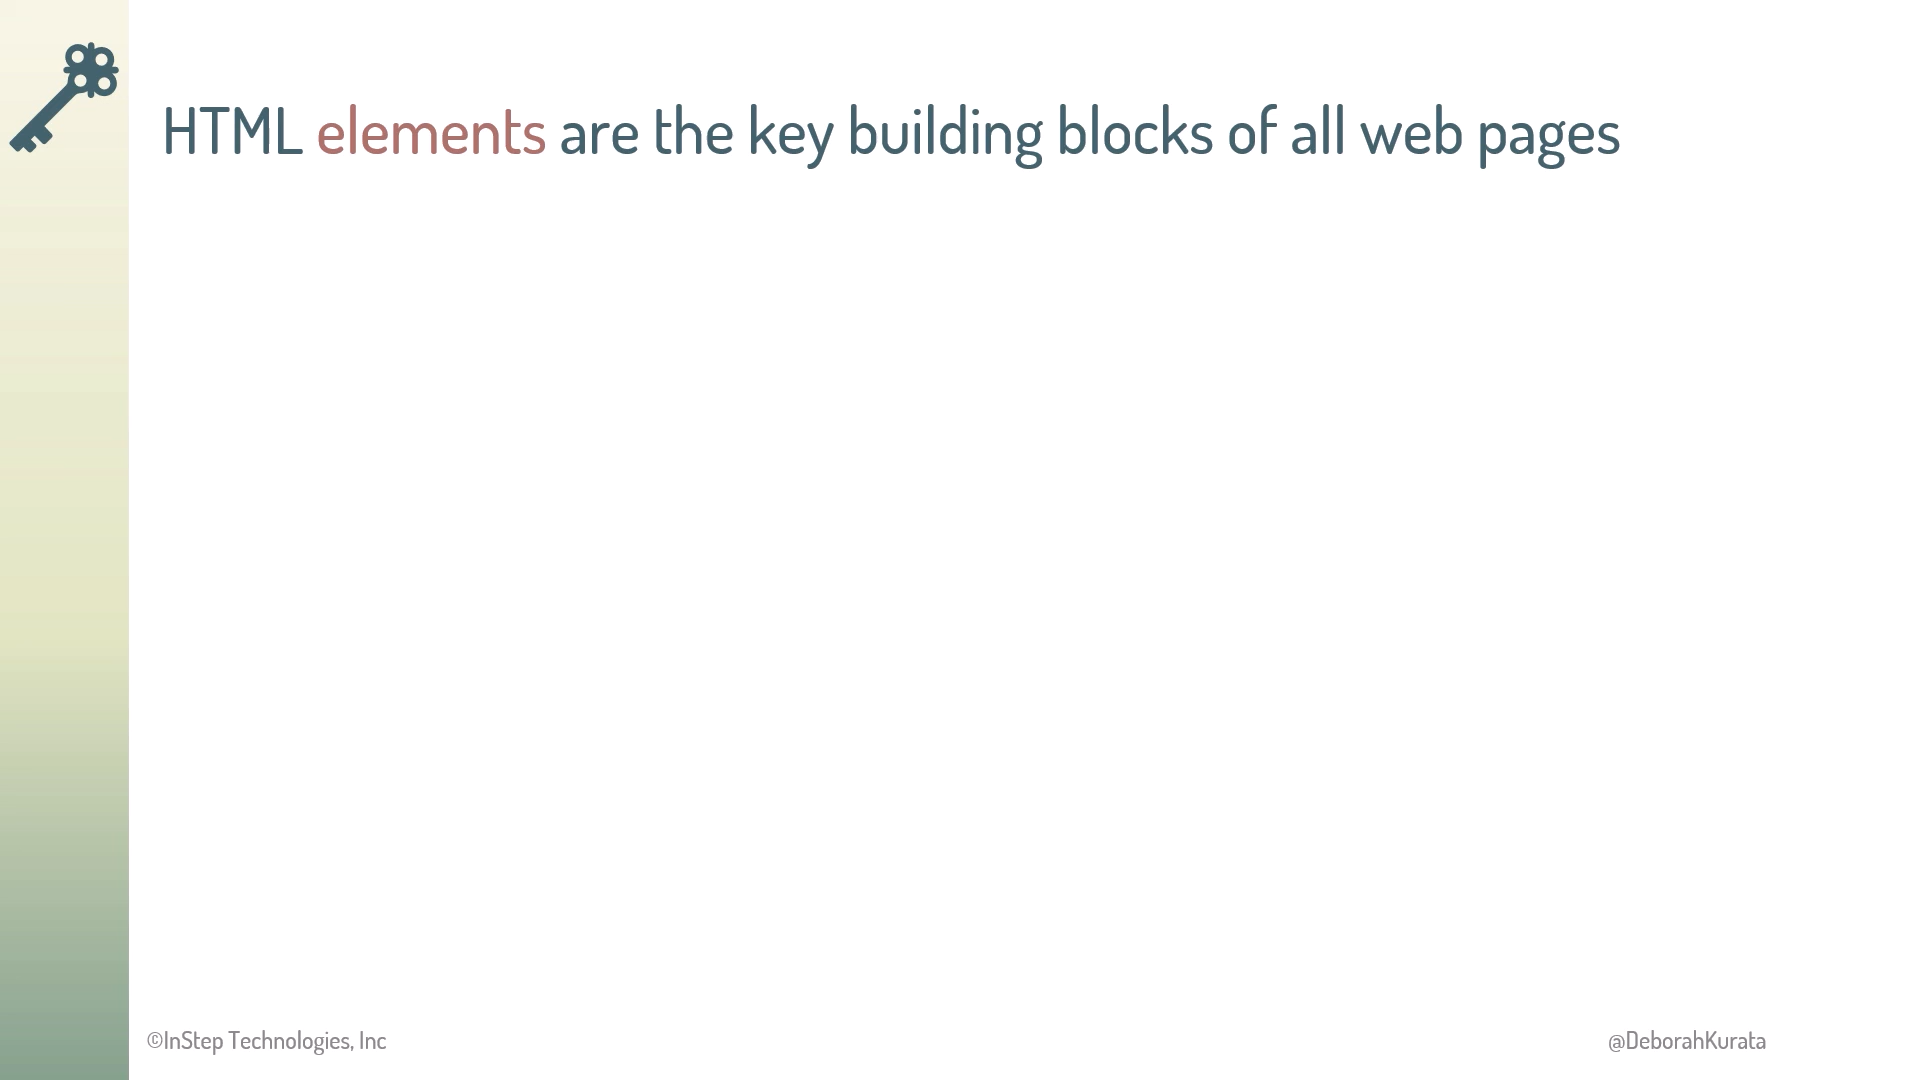 HTML elements are the key building blocks of all web pages
©InStep Technologies, Inc
@DeborahKurata